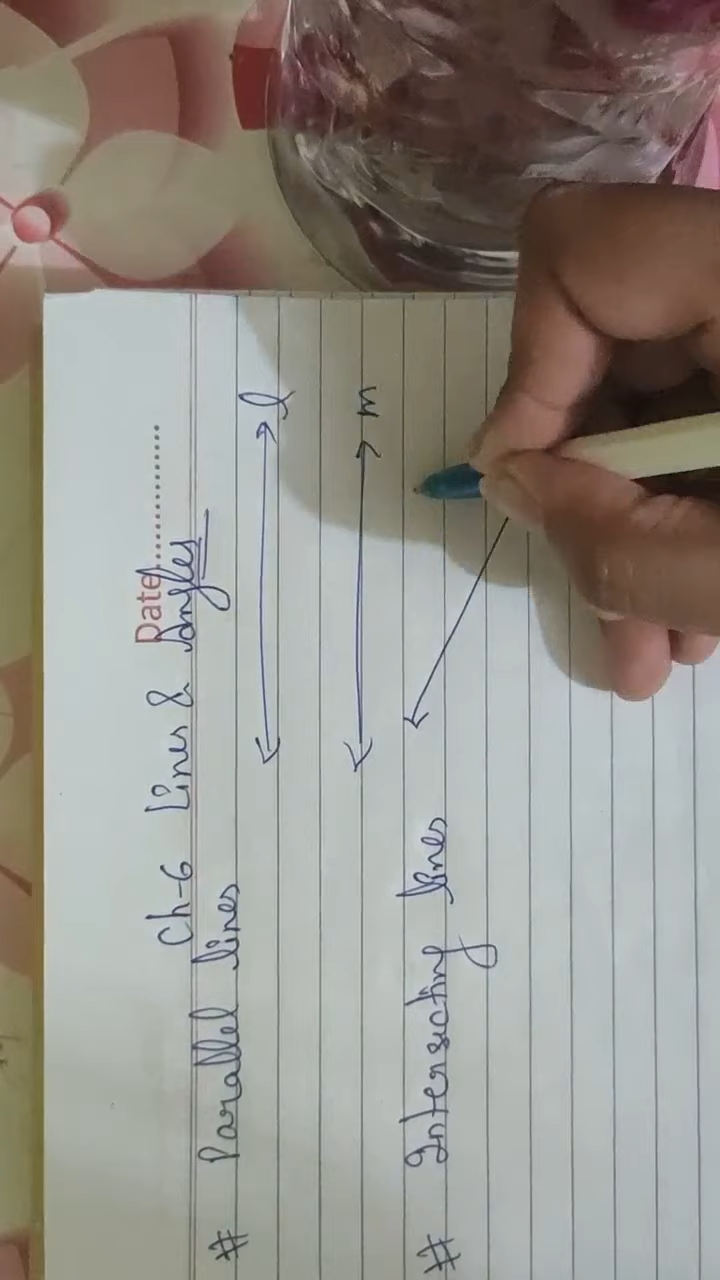 Date..................
Ch-6 Lines & Angles
# Parallel lines
l
m
# Intersecting lines